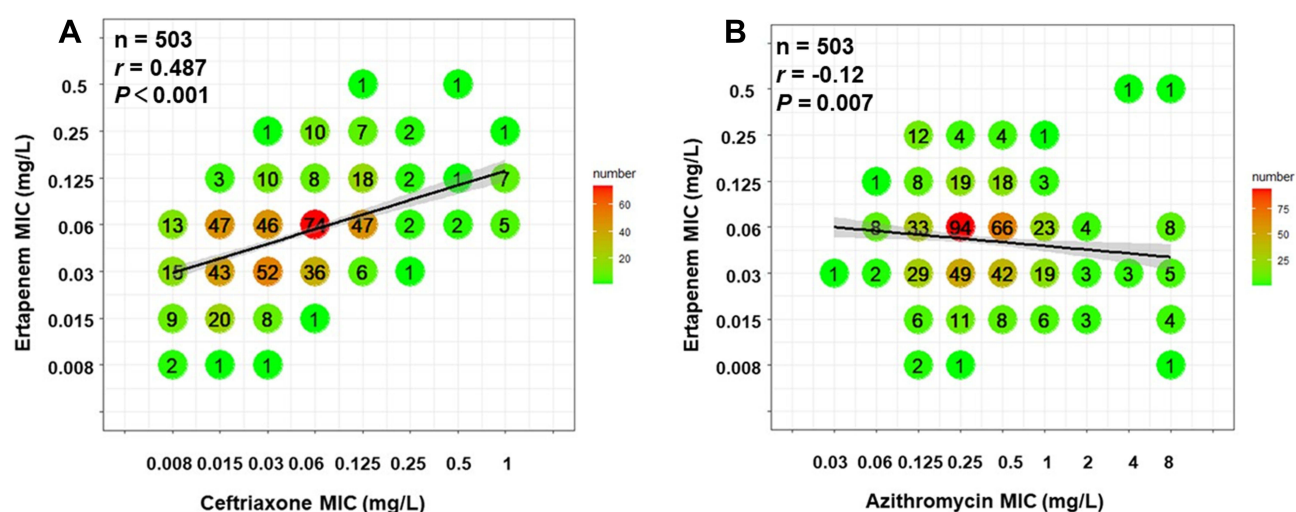 A
n = 503
r = 0.487
P < 0.001
Ertapenem MIC (mg/L)
0.5 1 1
0.25 1 10 7 2 1
0.125 3 10 8 18 2 1 7
0.06 13 47 46 74 47 2 2 5
0.03 15 43 52 36 6 1
0.015 9 20 8 1
0.008 2 1 1
0.008 0.015 0.03 0.06 0.125 0.25 0.5 1
Ceftriaxone MIC (mg/L)
number
60
40
20
B
n = 503
r = -0.12
P = 0.007
Ertapenem MIC (mg/L)
0.5 1 1
0.25 12 4 4 1
0.125 1 8 19 18 3
0.06 8 33 94 66 23 4 8
0.03 1 2 29 49 42 19 3 3 5
0.015 6 11 8 6 3 4
0.008 2 1 1
0.03 0.06 0.125 0.25 0.5 1 2 4 8
Azithromycin MIC (mg/L)
number
75
50
25